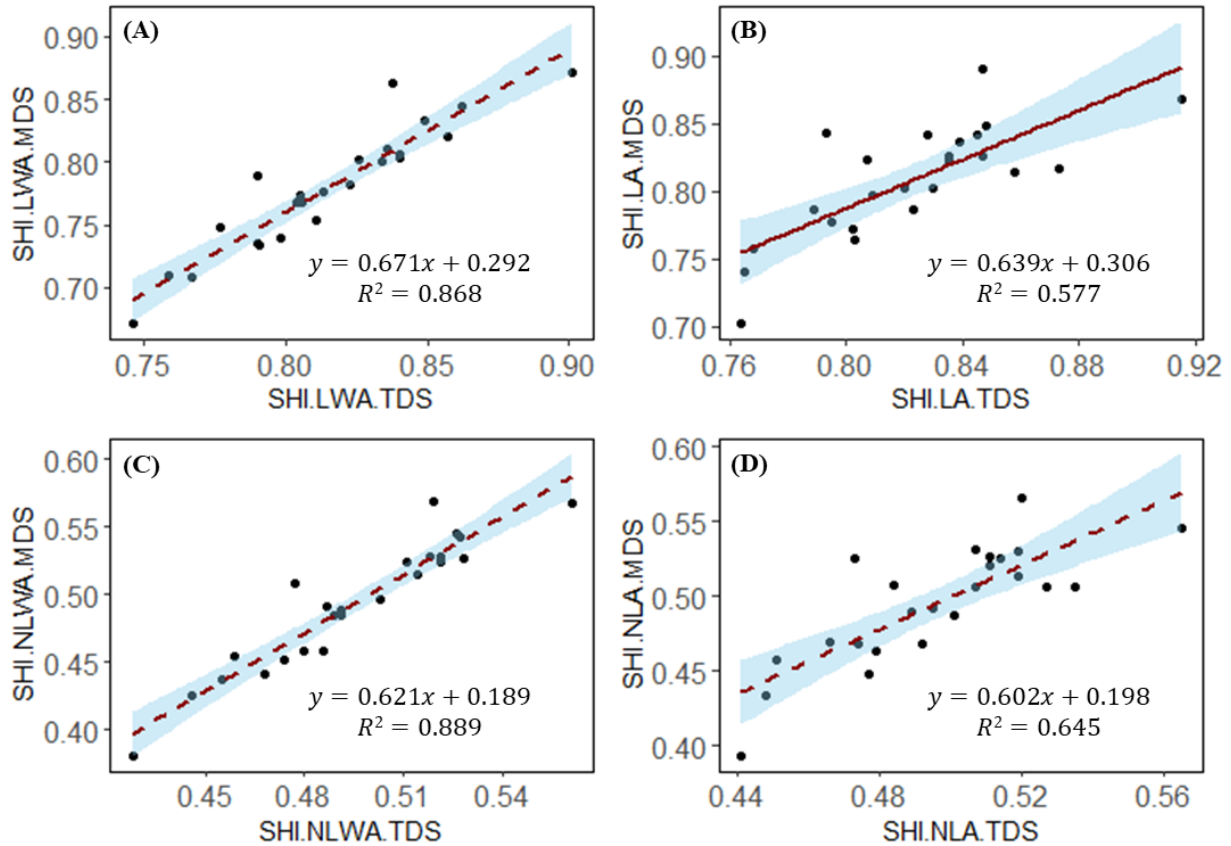 (A)
0.90
0.85
0.80
0.75
0.70
SHI.LWA.MDS
y = 0.671x + 0.292
R² = 0.868
0.75 0.80 0.85 0.90
SHI.LWA.TDS
(B)
0.90
0.85
0.80
0.75
0.70
SHI.LA.MDS
y = 0.639x + 0.306
R² = 0.577
0.76 0.80 0.84 0.88 0.92
SHI.LA.TDS
(C)
0.60
0.55
0.50
0.45
0.40
SHI.NLWA.MDS
y = 0.621x + 0.189
R² = 0.889
0.45 0.48 0.51 0.54
SHI.NLWA.TDS
(D)
0.60
0.55
0.50
0.45
0.40
SHI.NLA.MDS
y = 0.602x + 0.198
R² = 0.645
0.44 0.48 0.52 0.56
SHI.NLA.TDS